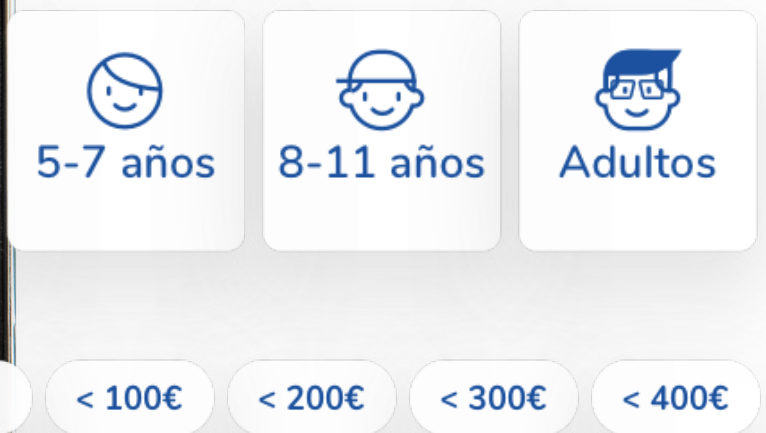 5-7 años
8-11 años
Adultos
< 100€
< 200€
< 300€
< 400€